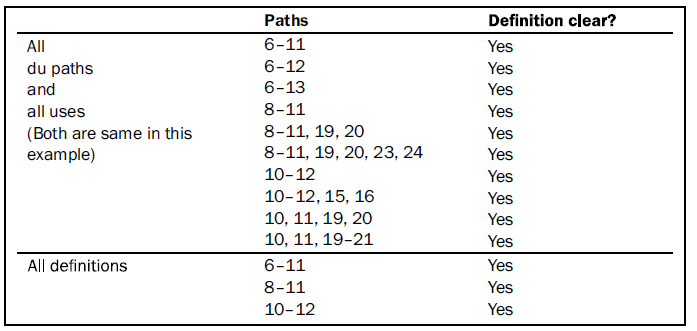 Paths Definition clear?
All 6–11 Yes
du paths 6–12 Yes
and 6–13 Yes
all uses 8–11 Yes
(Both are same in this 8–11, 19, 20 Yes
example) 8–11, 19, 20, 23, 24 Yes
10–12 Yes
10–12, 15, 16 Yes
10, 11, 19, 20 Yes
10, 11, 19–21 Yes
All definitions 6–11 Yes
8–11 Yes
10–12 Yes